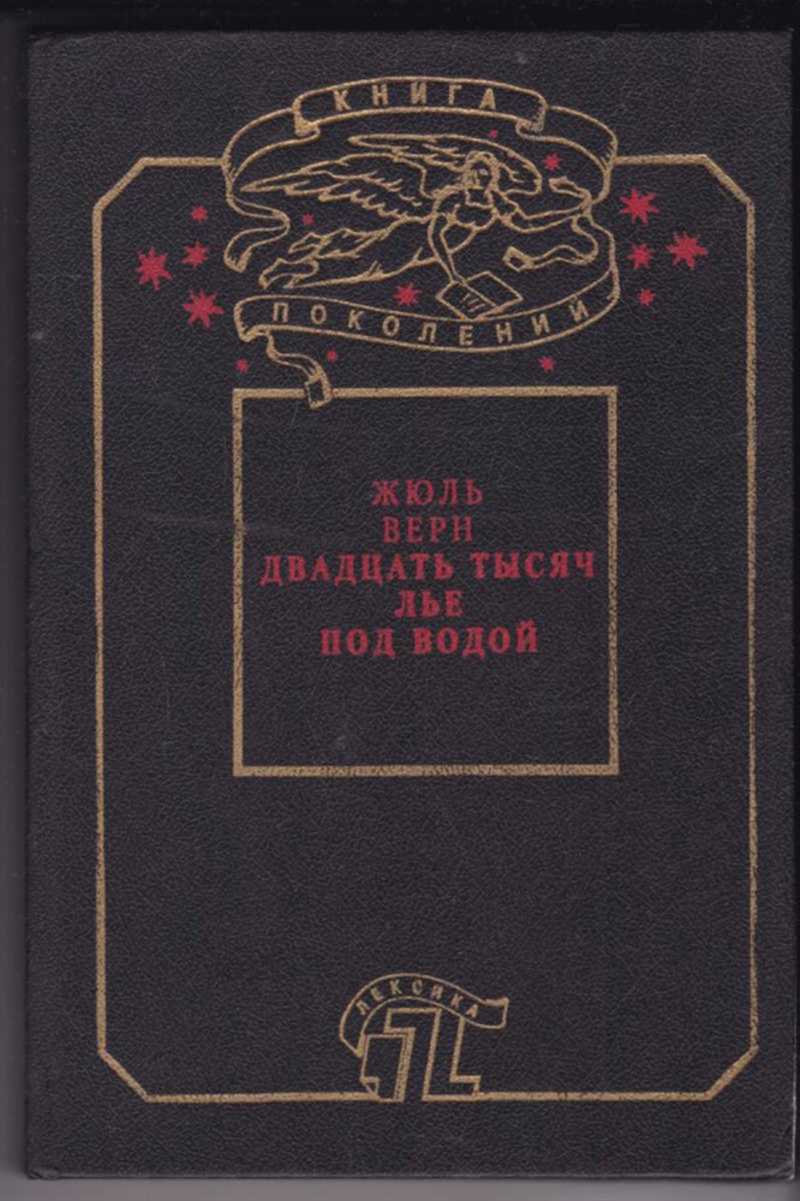 КНИГА
ПОКОЛЕНИЙ
ЖЮЛЬ
ВЕРН
ДВАДЦАТЬ ТЫСЯЧ
ЛЬЕ
ПОД ВОДОЙ
ЛЕКСИКА